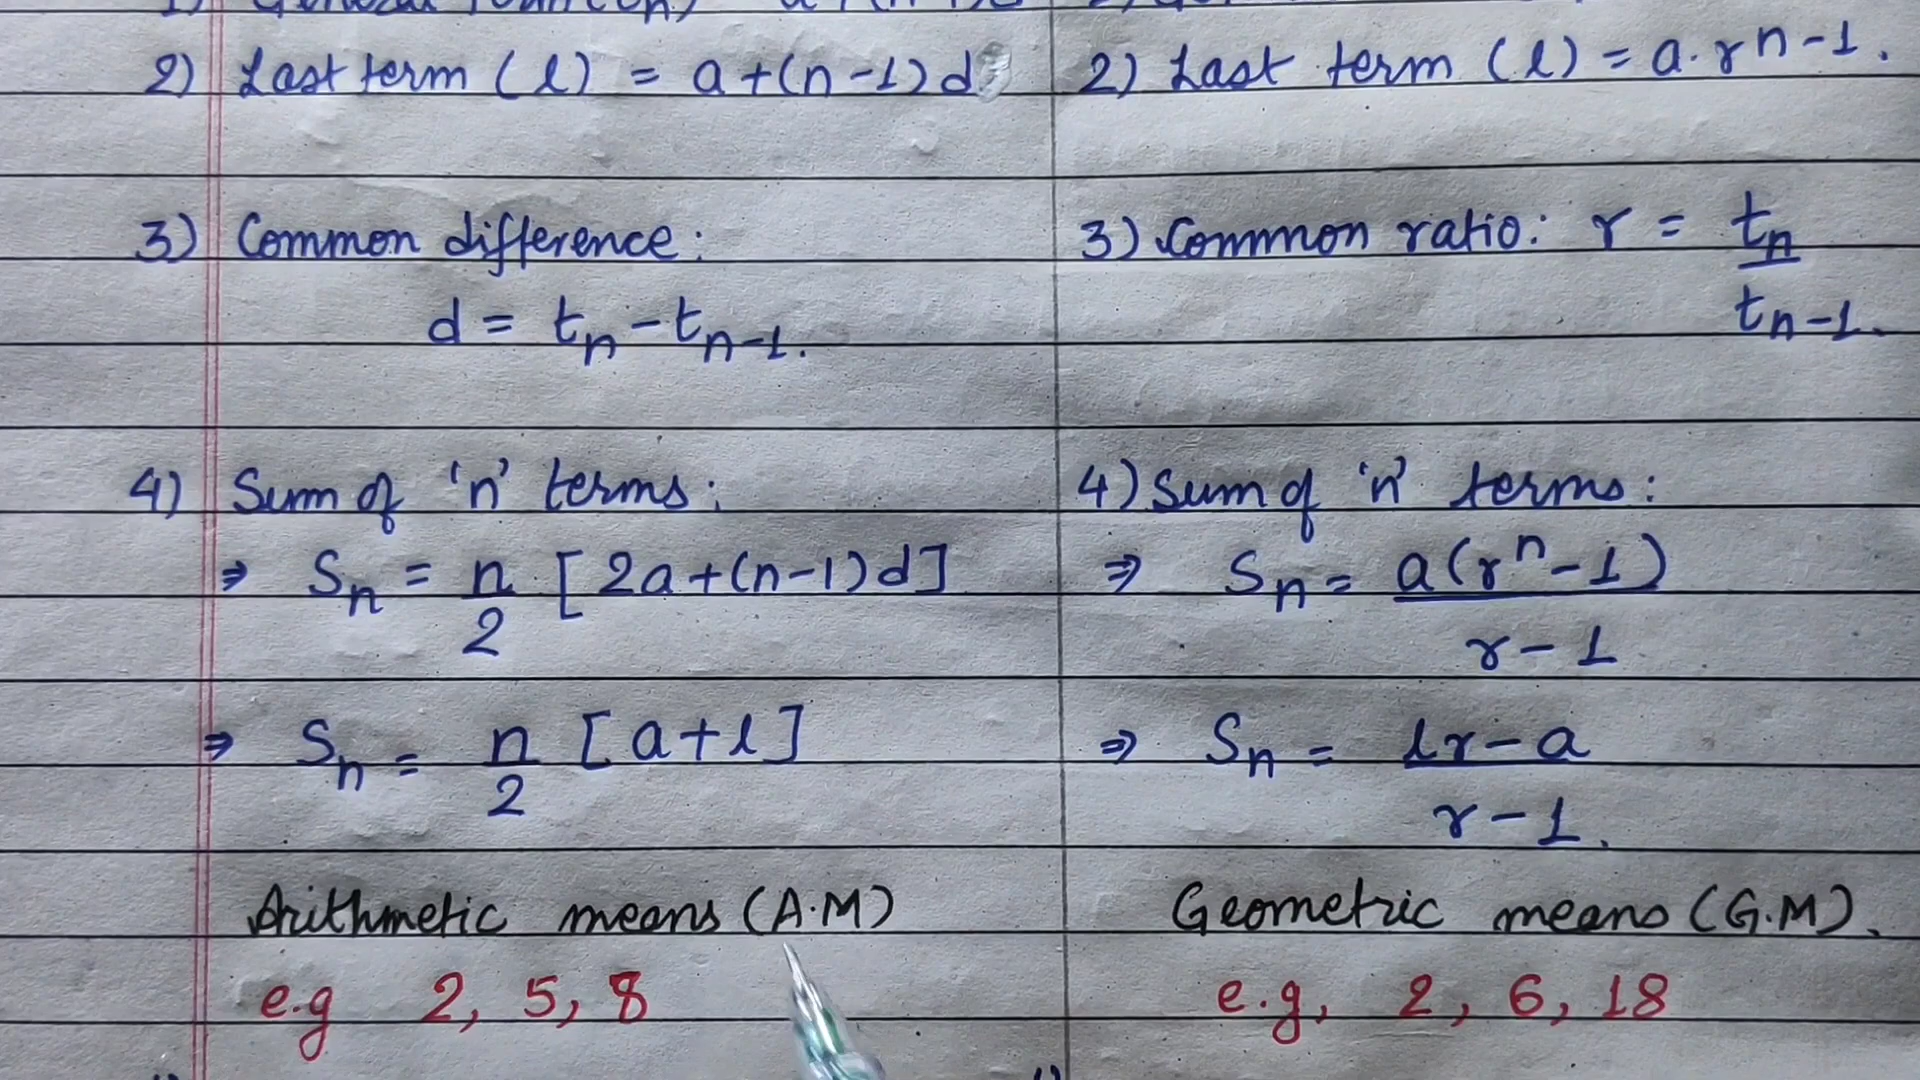 2) Last term (l) = a+(n-1)d
3) Common difference:
d = tₙ - tₙ₋₁.
4) Sum of 'n' terms:
⇒ Sₙ = n/2 [2a+(n-1)d]
⇒ Sₙ = n/2 [a+l]
Arithmetic means (A.M)
e.g 2, 5, 8
2) Last term (l) = a.rⁿ⁻¹.
3) Common ratio: r = tₙ/tₙ₋₁.
4) Sum of 'n' terms:
⇒ Sₙ = a(rⁿ-1)/r-1
⇒ Sₙ = lr-a/r-1.
Geometric means (G.M).
e.g, 2, 6, 18